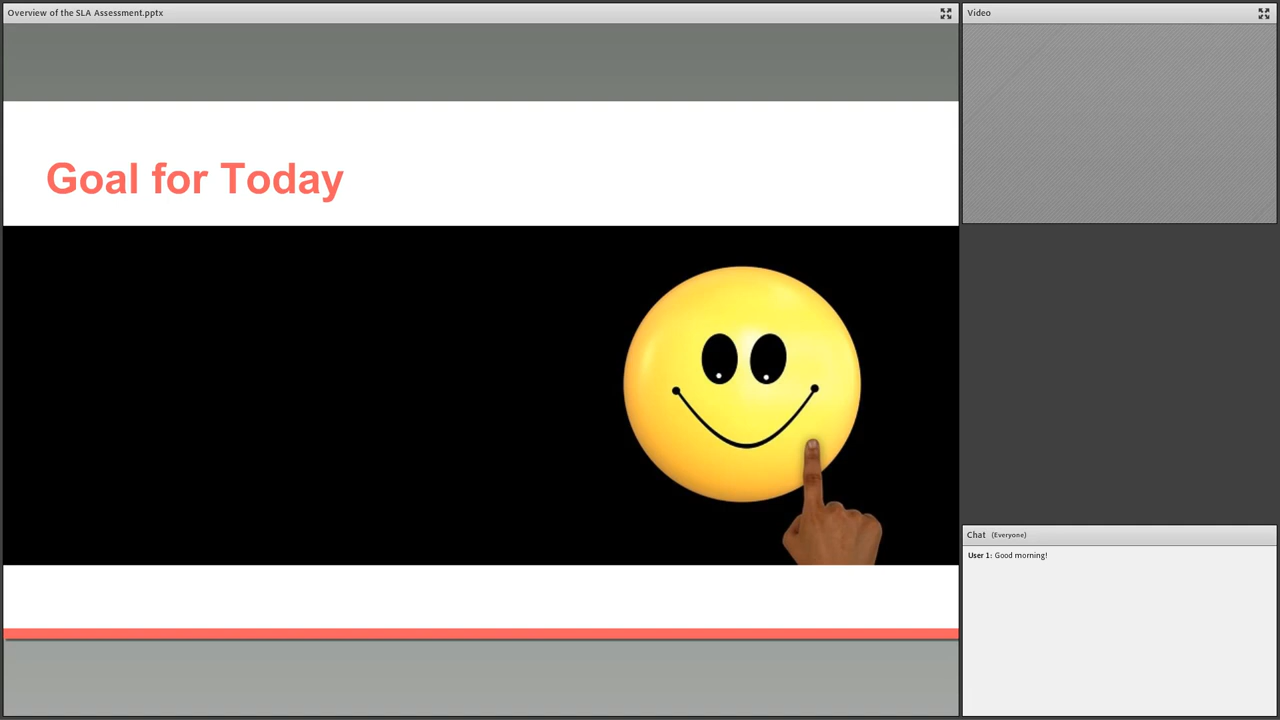 Overview of the SLA Assessment.pptx
Goal for Today
Video
Chat (Everyone)
User 1: Good morning!